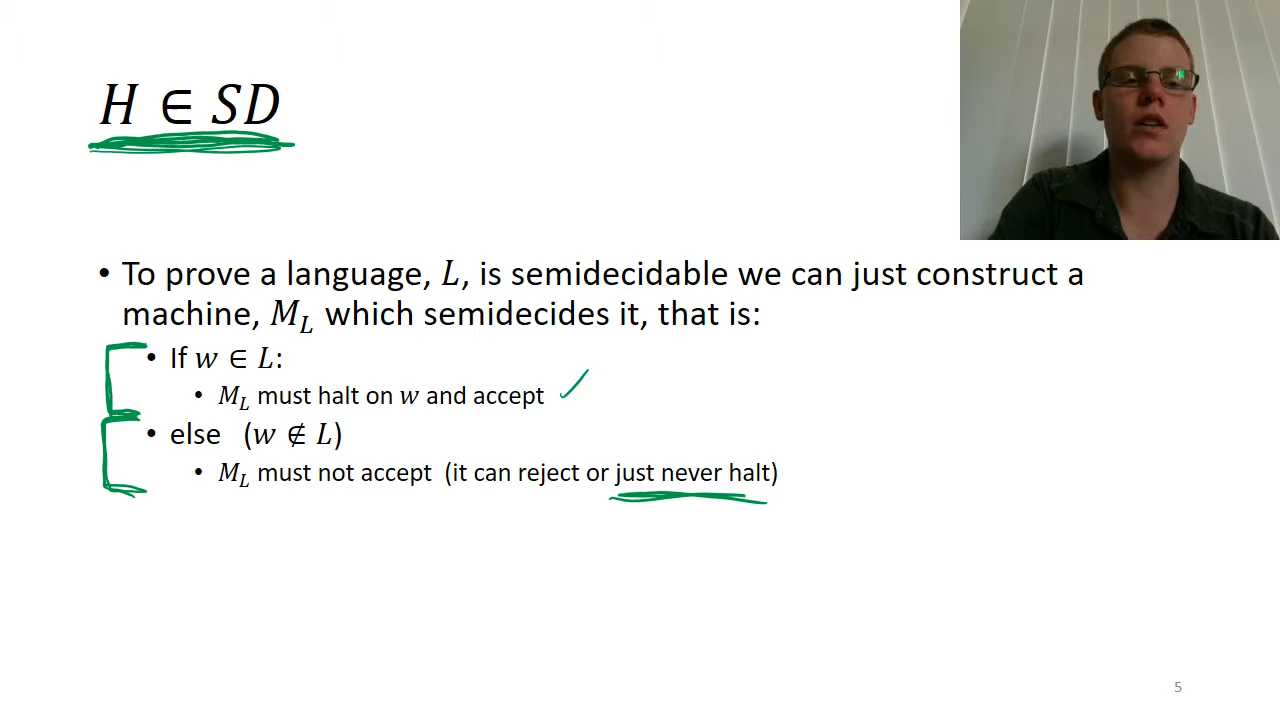 H ∈ SD
• To prove a language, L, is semidecidable we can just construct a
machine, M_L which semidecides it, that is:
• If w ∈ L:
• M_L must halt on w and accept
• else (w ∉ L)
• M_L must not accept (it can reject or just never halt)
5